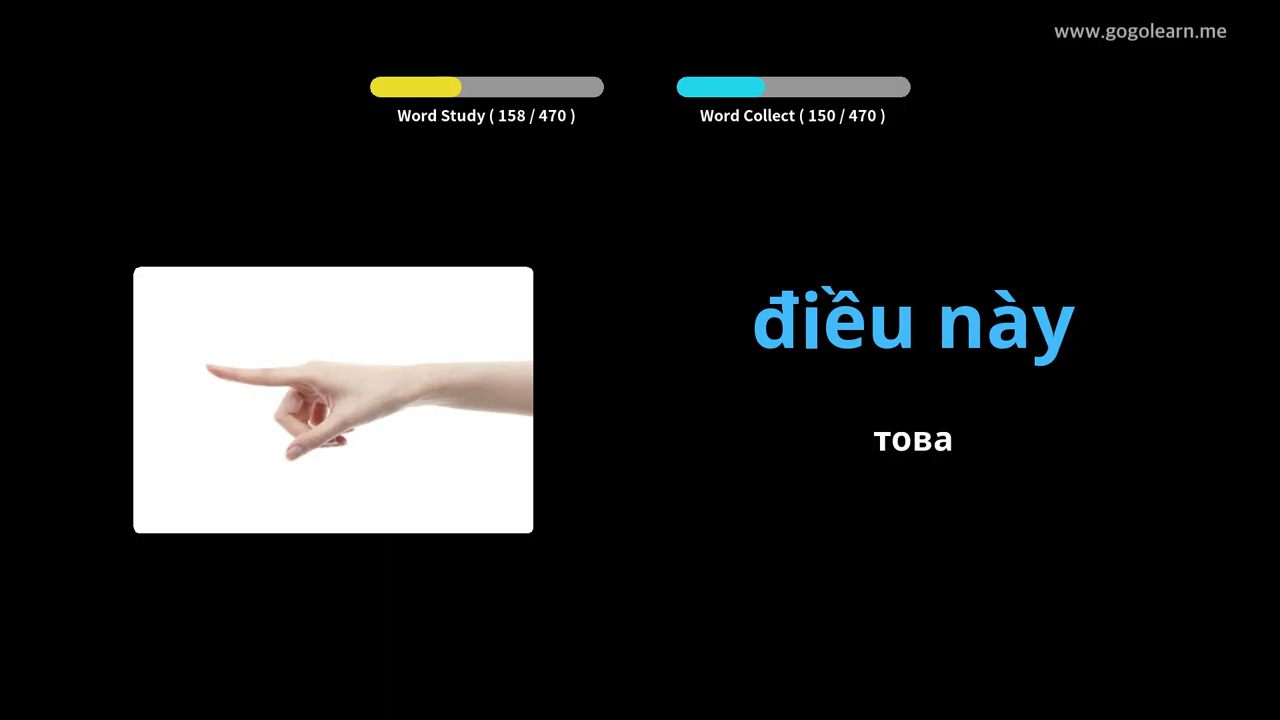 www.gogolearn.me
Word Study ( 158 / 470 )
Word Collect ( 150 / 470 )
điều này
това